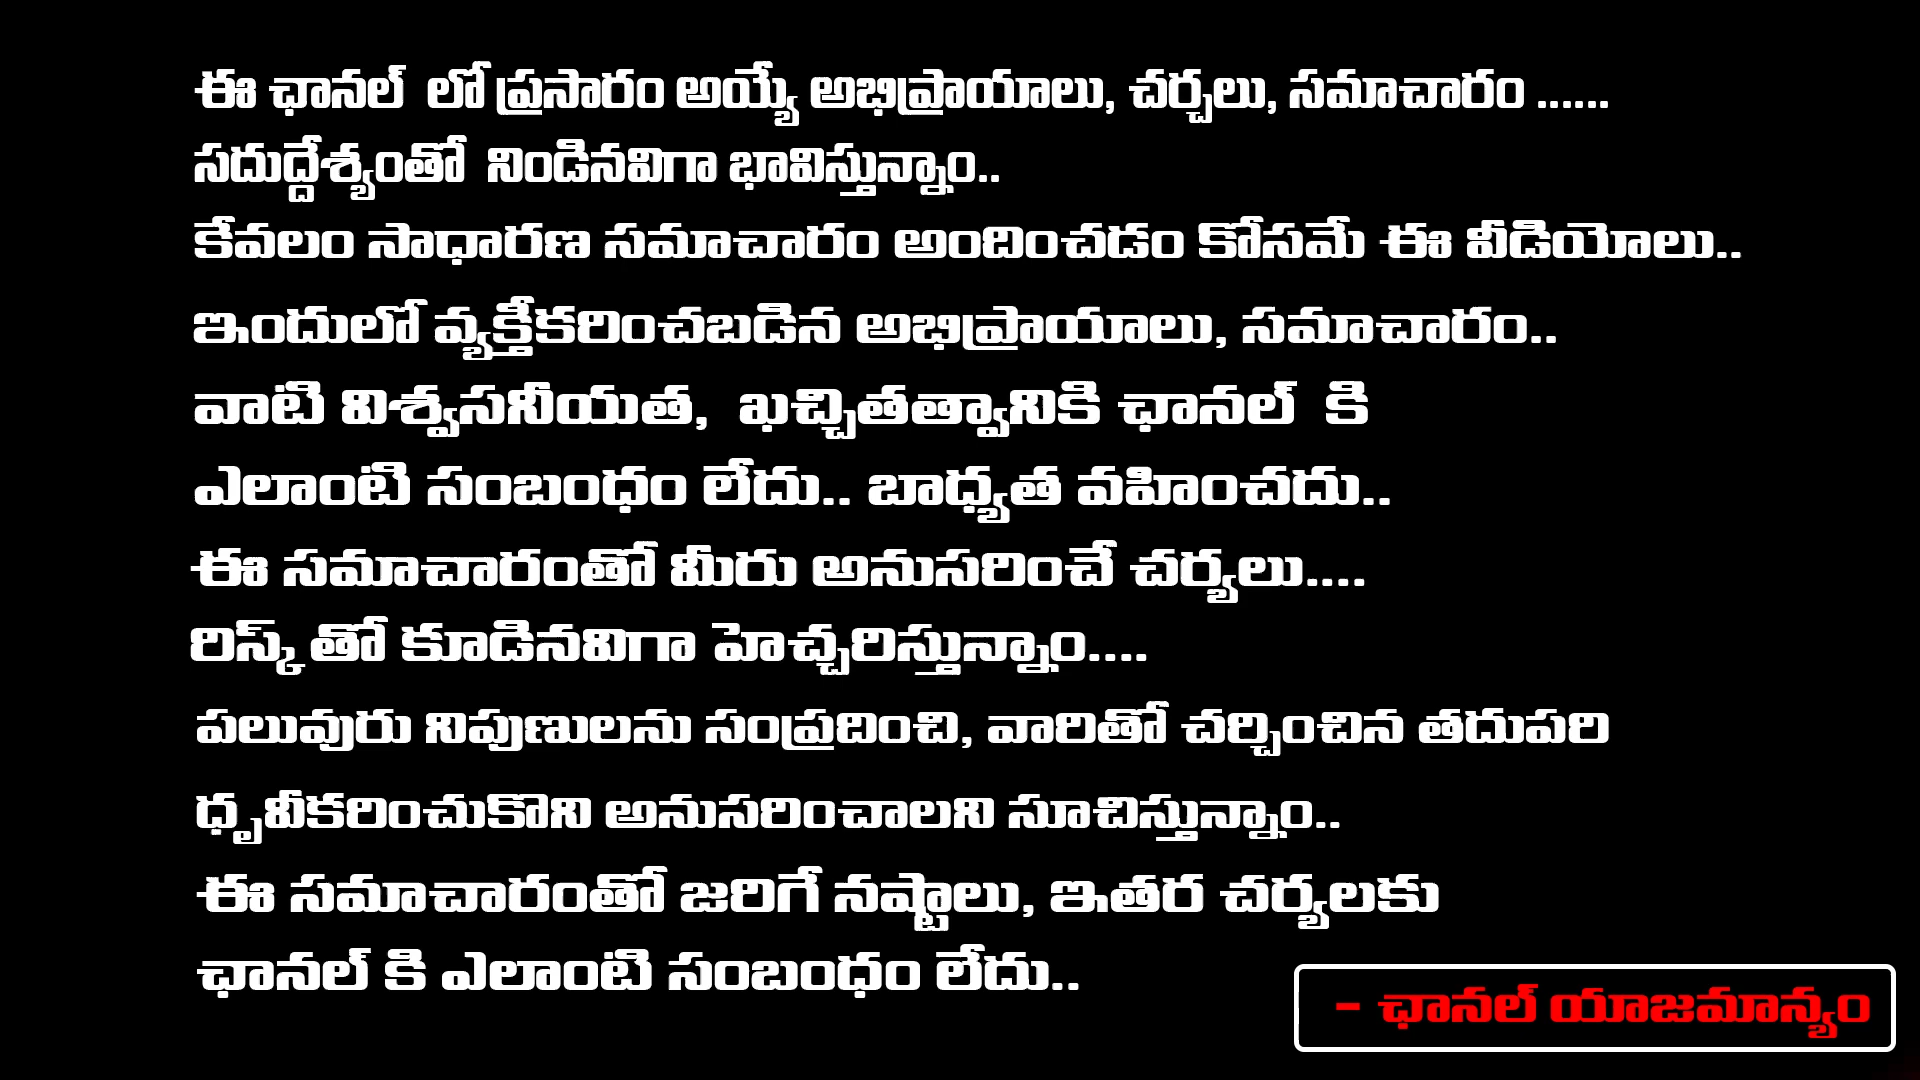 ఈ ఛానల్ లో ప్రసారం అయ్యే అభిప్రాయాలు, చర్చలు, సమాచారం ......
సదుద్దేశ్యంతో నిండినవిగా భావిస్తున్నాం..
కేవలం సాధారణ సమాచారం అందించడం కోసమే ఈ వీడియోలు..
ఇందులో వ్యక్తీకరించబడిన అభిప్రాయాలు, సమాచారం..
వాటి విశ్వసనీయత, ఖచ్చితత్వానికి ఛానల్ కి
ఎలాంటి సంబంధం లేదు.. బాధ్యత వహించదు..
ఈ సమాచారంతో మీరు అనుసరించే చర్యలు....
రిస్క్ తో కూడినవిగా హెచ్చరిస్తున్నాం....
పలువురు నిపుణులను సంప్రదించి, వారితో చర్చించిన తదుపరి
ధృవీకరించుకొని అనుసరించాలని సూచిస్తున్నాం..
ఈ సమాచారంతో జరిగే నష్టాలు, ఇతర చర్యలకు
ఛానల్ కి ఎలాంటి సంబంధం లేదు..
- ఛానల్ యాజమాన్యం